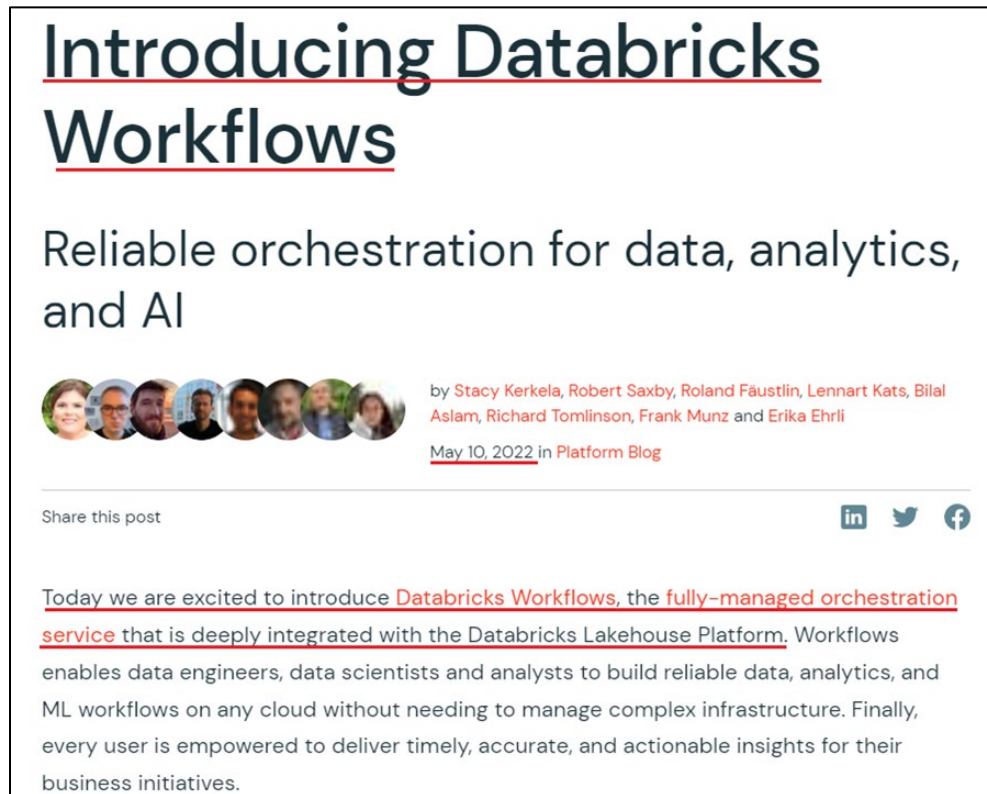 Introducing Databricks
Workflows
Reliable orchestration for data, analytics,
and AI
by Stacy Kerkela, Robert Saxby, Roland Fäustlin, Lennart Kats, Bilal
Aslam, Richard Tomlinson, Frank Munz and Erika Ehrli
May 10, 2022 in Platform Blog
Share this post
Today we are excited to introduce Databricks Workflows, the fully-managed orchestration
service that is deeply integrated with the Databricks Lakehouse Platform. Workflows
enables data engineers, data scientists and analysts to build reliable data, analytics, and
ML workflows on any cloud without needing to manage complex infrastructure. Finally,
every user is empowered to deliver timely, accurate, and actionable insights for their
business initiatives.